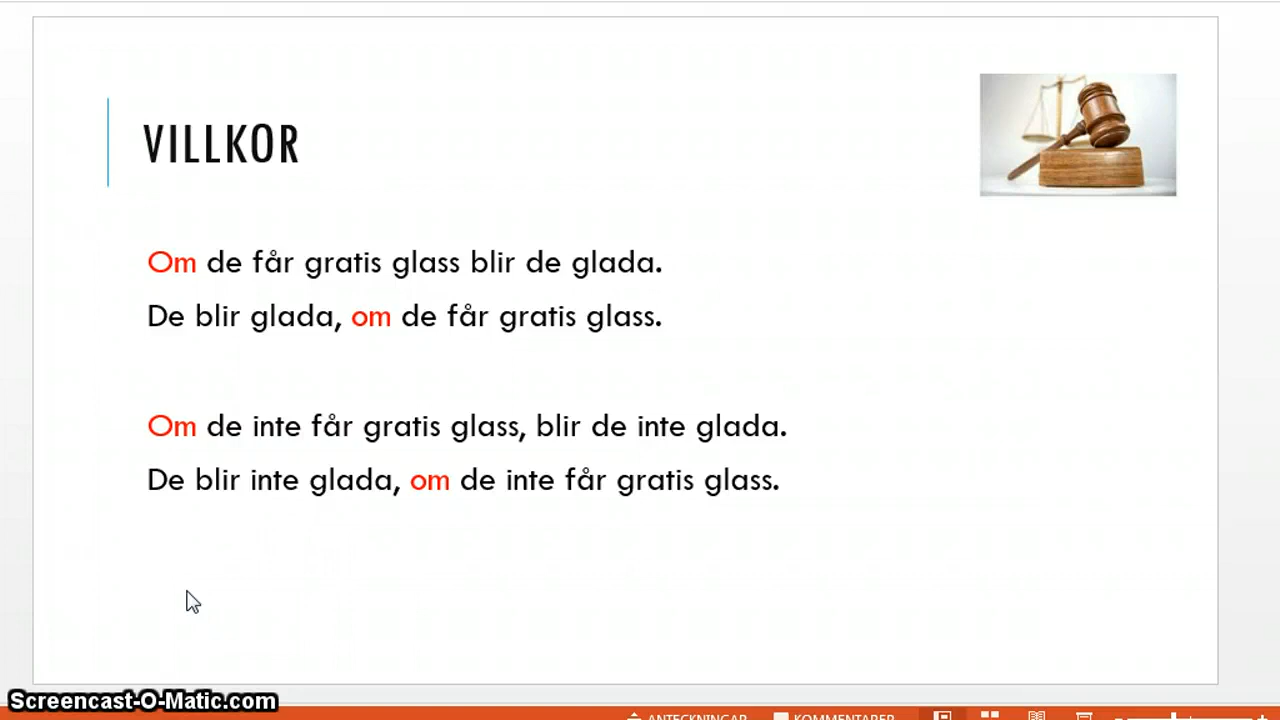 VILLKOR
Om de får gratis glass blir de glada.
De blir glada, om de får gratis glass.
Om de inte får gratis glass, blir de inte glada.
De blir inte glada, om de inte får gratis glass.
Screencast-O-Matic.com
ANTECKNINGAR KOMMENTARER